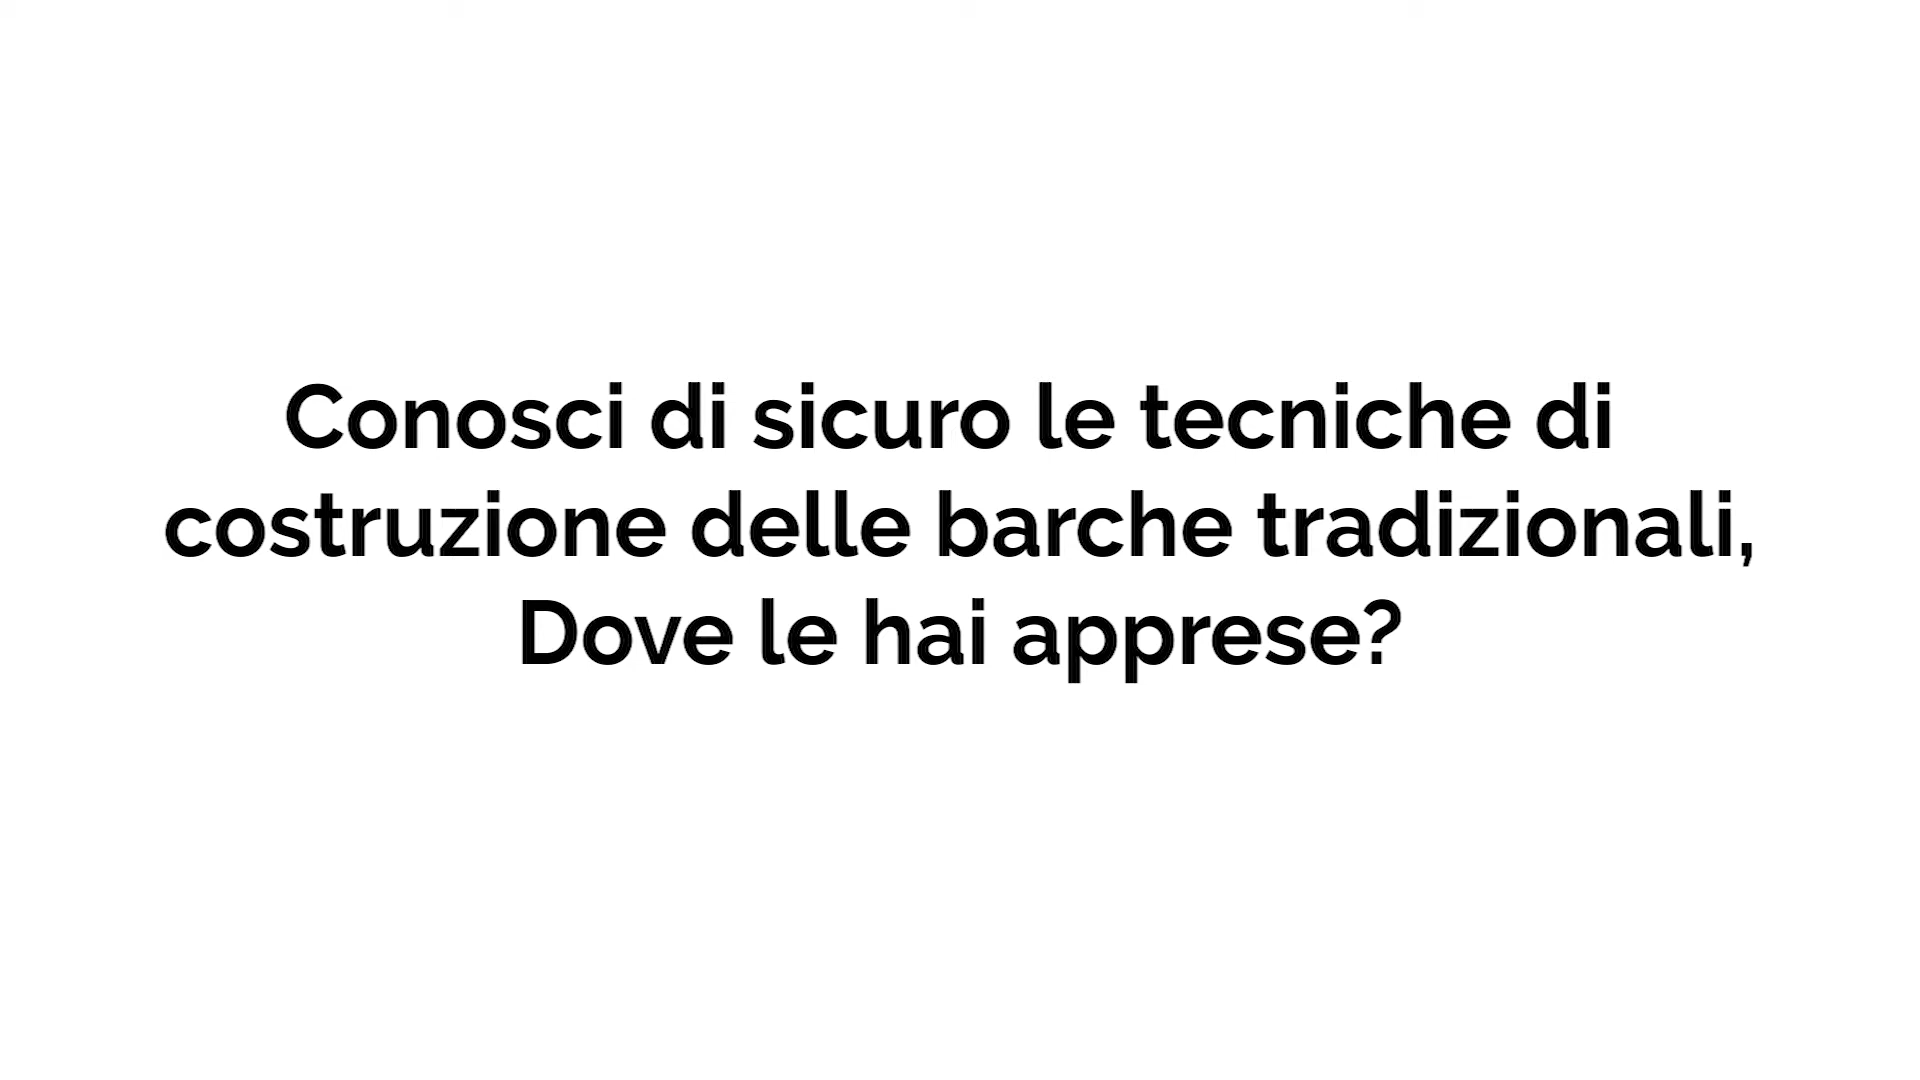 Conosci di sicuro le tecniche di
costruzione delle barche tradizionali,
Dove le hai apprese?